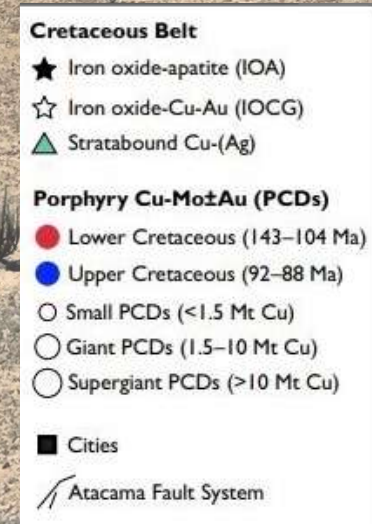 Cretaceous Belt
Iron oxide-apatite (IOA)
Iron oxide-Cu-Au (IOCG)
Stratabound Cu-(Ag)
Porphyry Cu-Mo±Au (PCDs)
Lower Cretaceous (143–104 Ma)
Upper Cretaceous (92–88 Ma)
Small PCDs (<1.5 Mt Cu)
Giant PCDs (1.5–10 Mt Cu)
Supergiant PCDs (>10 Mt Cu)
Cities
Atacama Fault System